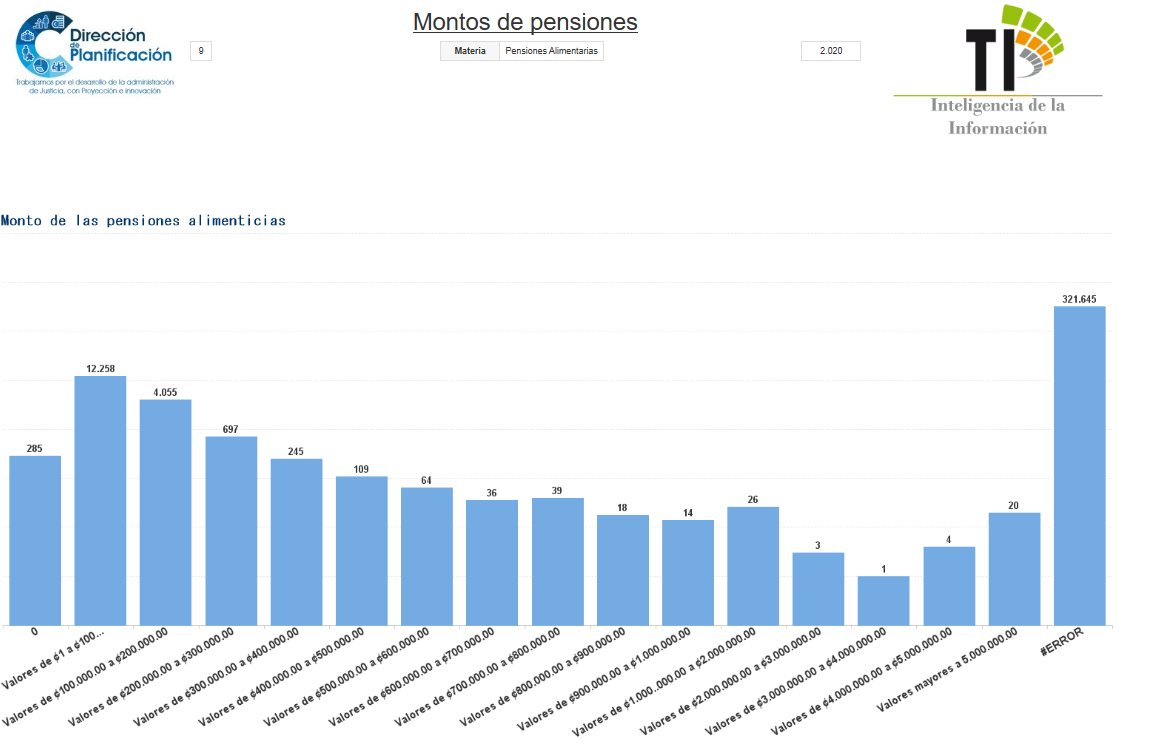 Dirección
de
Planificación
Trabajamos por el desarrollo de la administración
de Justicia, con Proyección e Innovación
9
Montos de pensiones
Materia Pensiones Alimentarias
2.020
TI
Inteligencia de la
Información
Monto de las pensiones alimenticias
285
12.258
4.055
697
245
109
64
36
39
18
14
26
3
1
4
20
321.645
0
Valores de ¢1 a ¢100...
Valores de ¢100.000.00 a ¢200.000.00
Valores de ¢200.000.00 a ¢300.000.00
Valores de ¢300.000.00 a ¢400.000.00
Valores de ¢400.000.00 a ¢500.000.00
Valores de ¢500.000.00 a ¢600.000.00
Valores de ¢600.000.00 a ¢700.000.00
Valores de ¢700.000.00 a ¢800.000.00
Valores de ¢800.000.00 a ¢900.000.00
Valores de ¢900.000.00 a ¢1.000.000.00
Valores de ¢1.000..000.00 a ¢2.000.000.00
Valores de ¢2.000.000.00 a ¢3.000.000.00
Valores de ¢3.000.000.00 a ¢4.000.000.00
Valores de ¢4.000.000.00 a ¢5.000.000.00
Valores mayores a 5.000.000.00
#ERROR